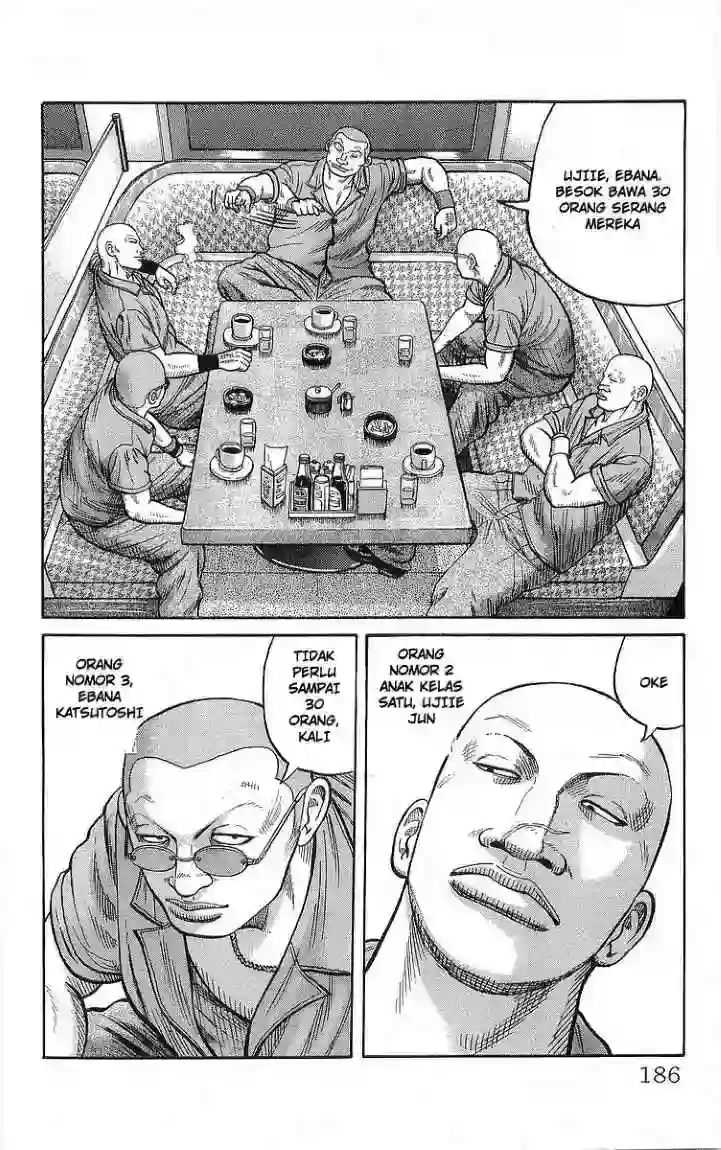 UJIIE, EBANA.
BESOK BAWA 30
ORANG SERANG
MEREKA
OKE
ORANG
NOMOR 2
ANAK KELAS
SATU, UJIIE
JUN
TIDAK
PERLU
SAMPAI
30
ORANG,
KALI
ORANG
NOMOR 3,
EBANA
KATSUTOSHI
186